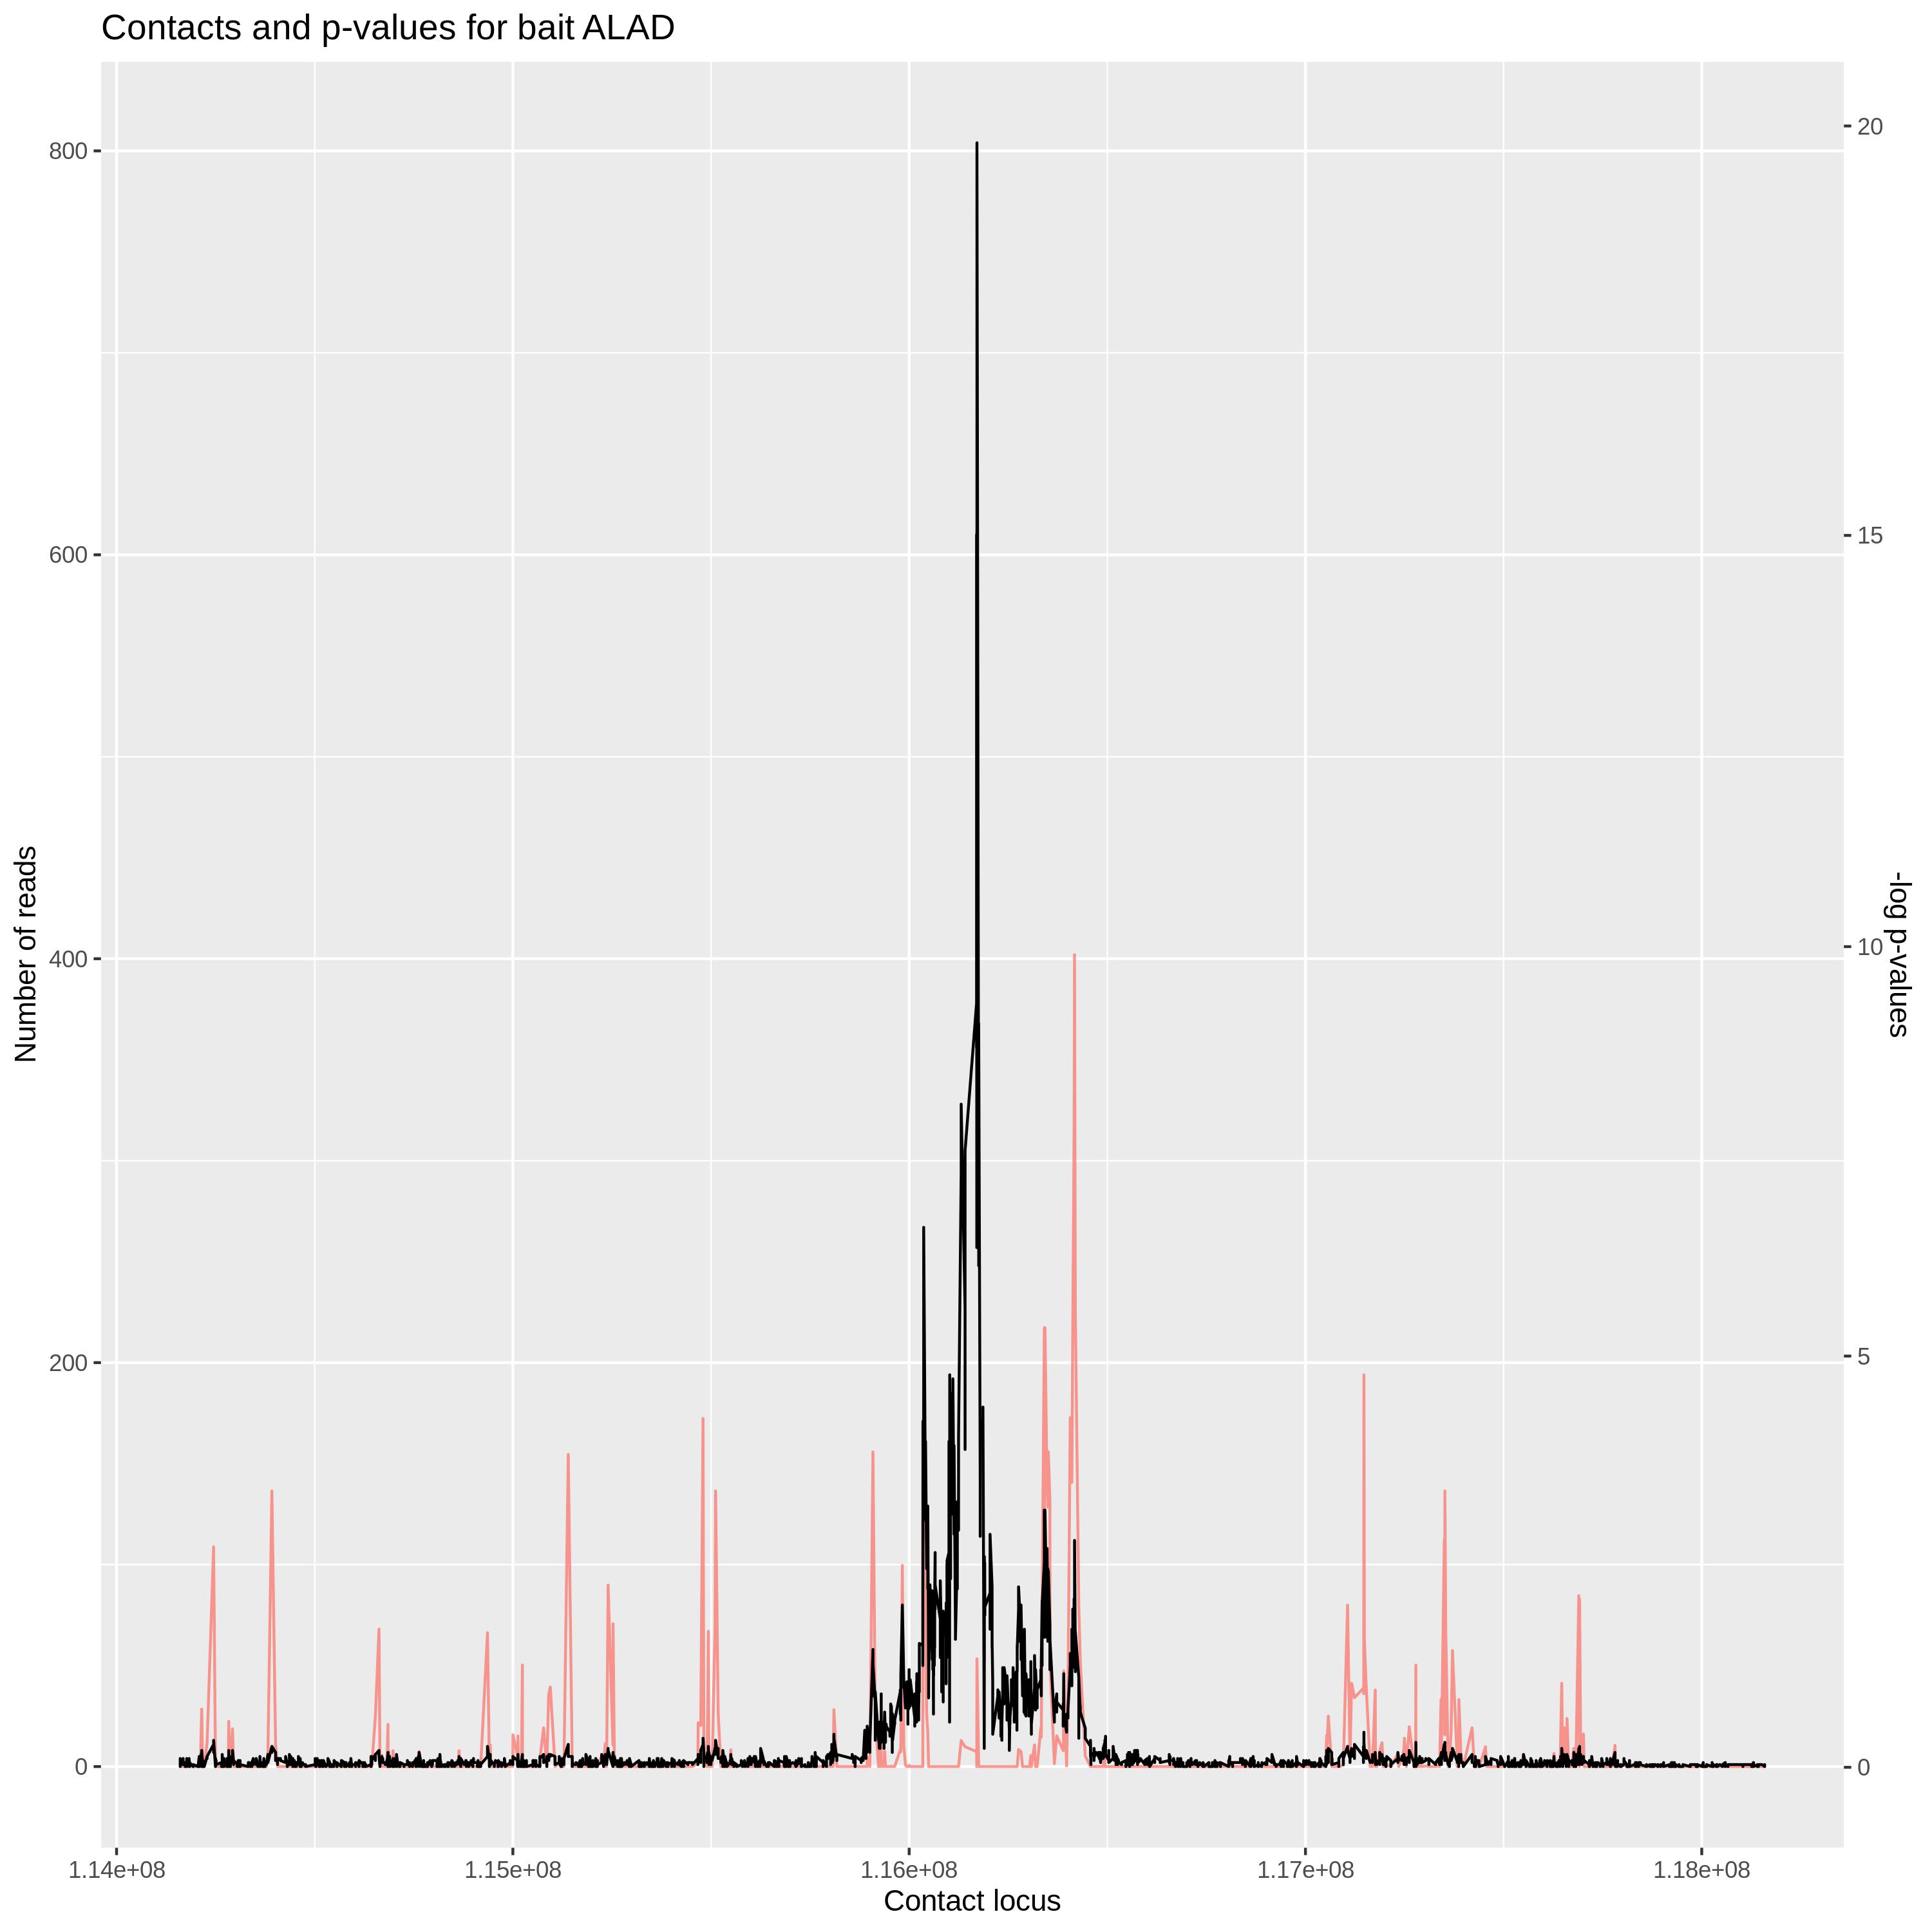 Contacts and p-values for bait ALAD
800
600
400
200
0
Number of reads
20
15
10
5
0
-log p-values
1.14e+08
1.15e+08
1.16e+08
1.17e+08
1.18e+08
Contact locus